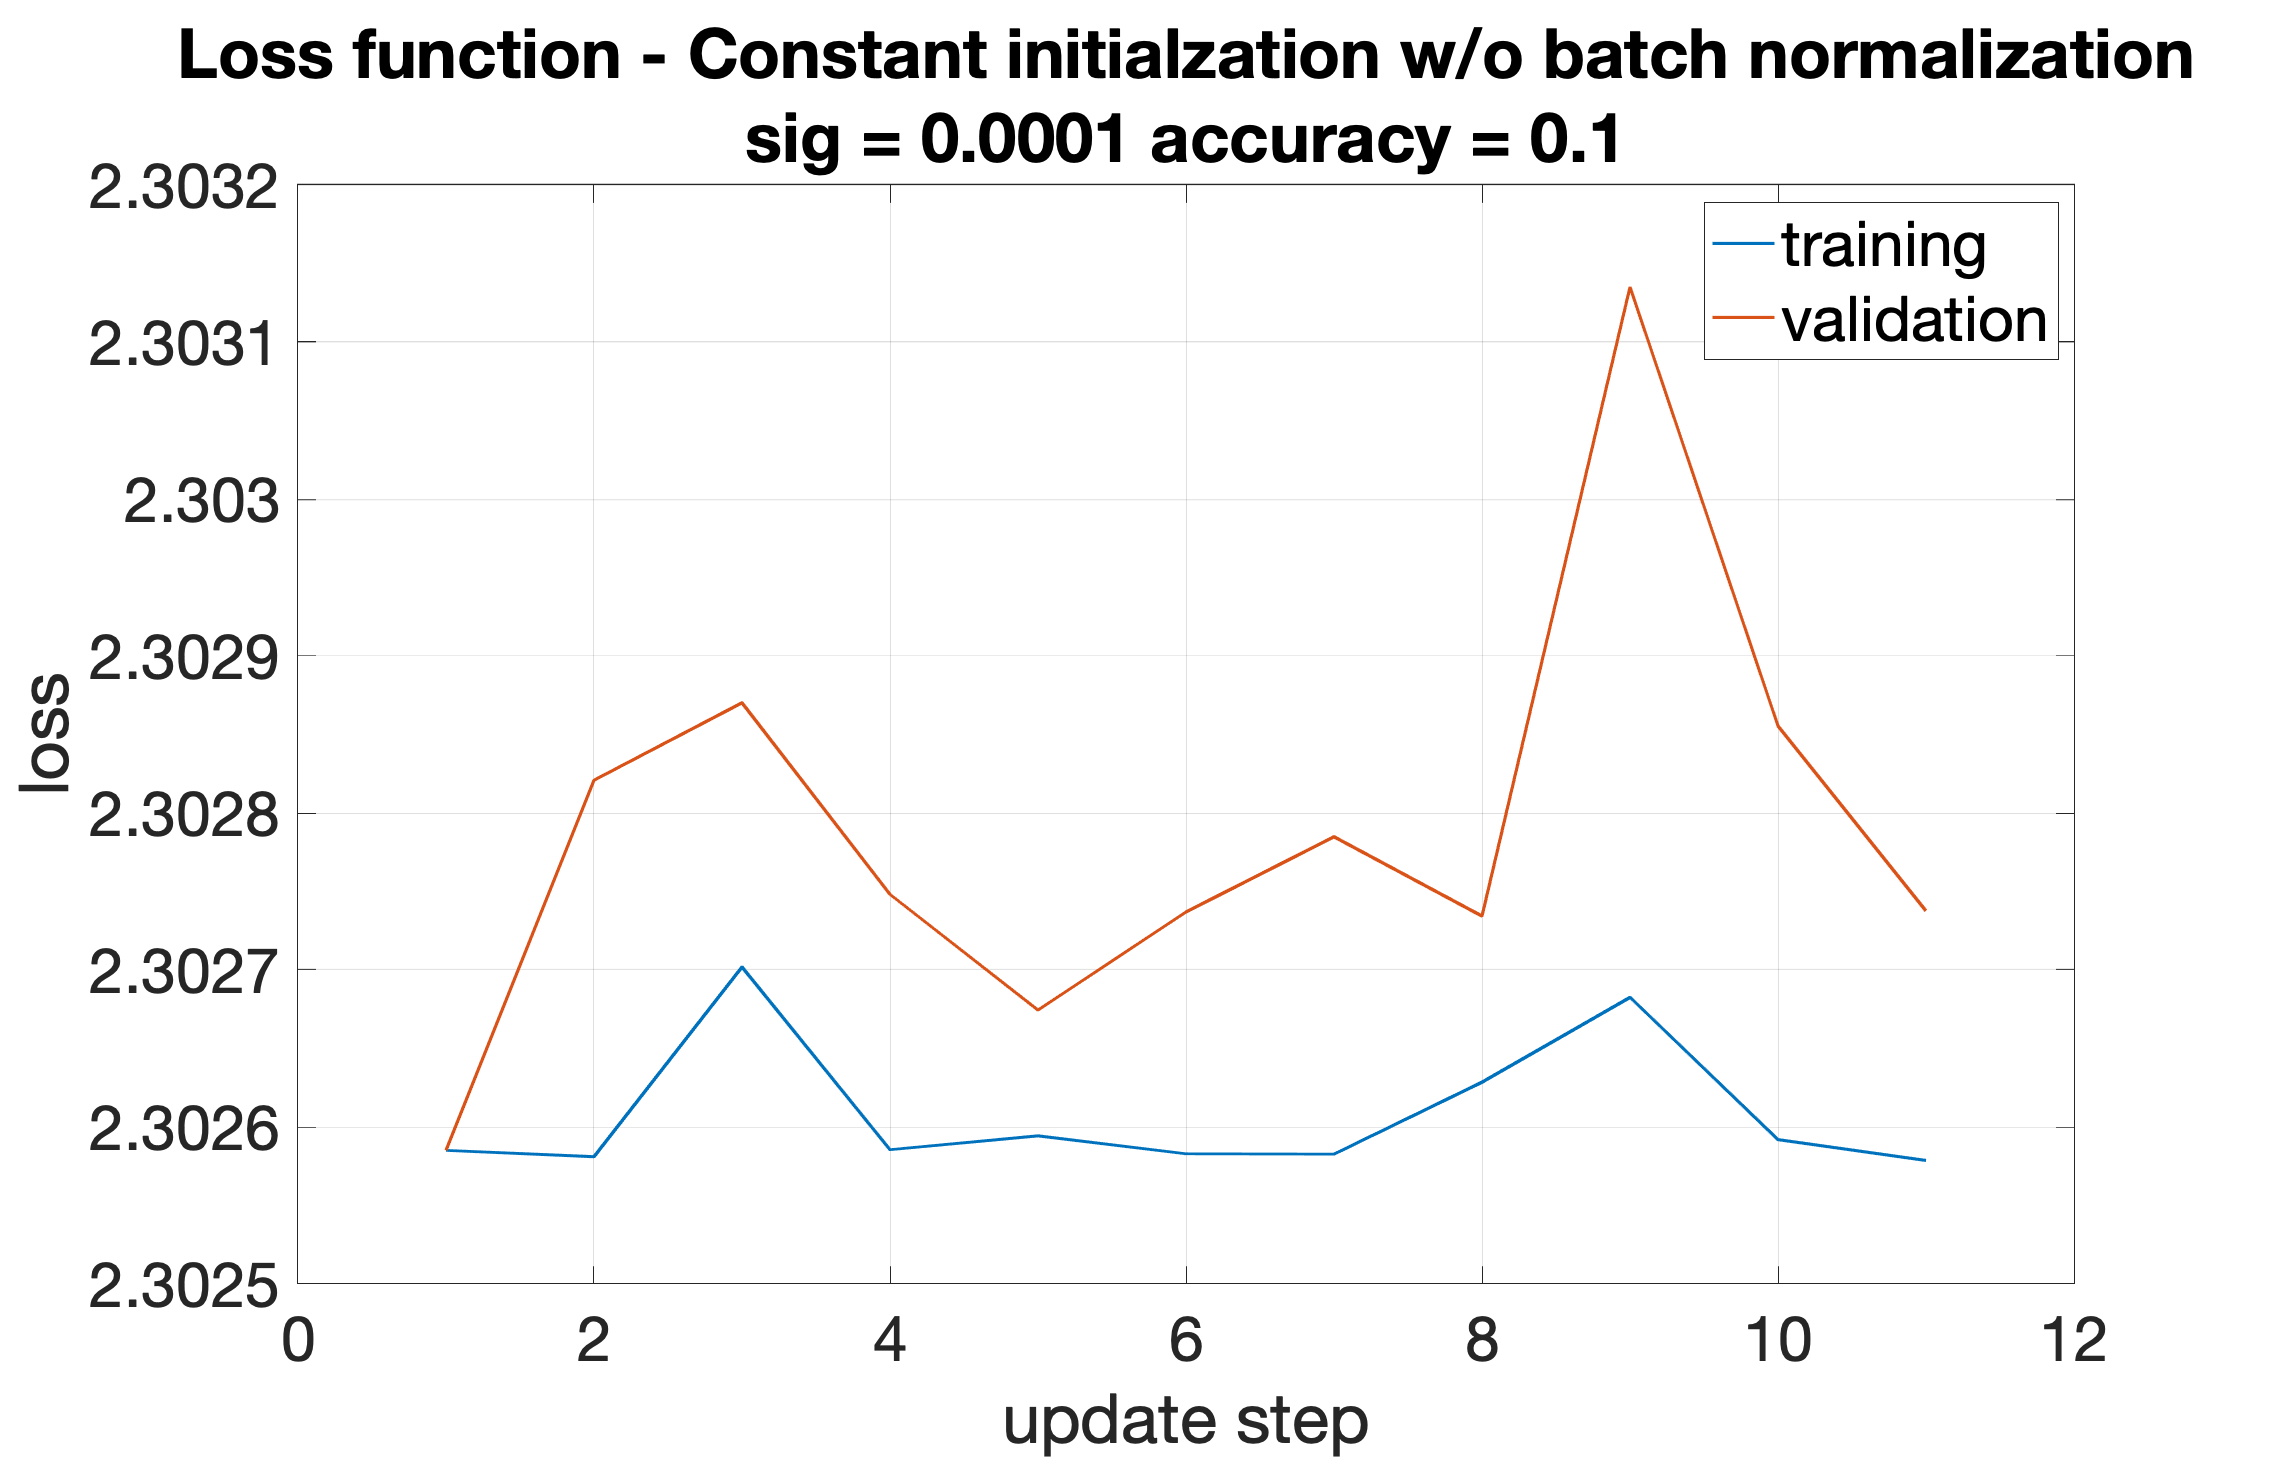 Loss function - Constant initialzation w/o batch normalization
sig = 0.0001 accuracy = 0.1
2.3032
2.3031
2.303
2.3029
2.3028
2.3027
2.3026
2.3025
loss
training
validation
0 2 4 6 8 10 12
update step